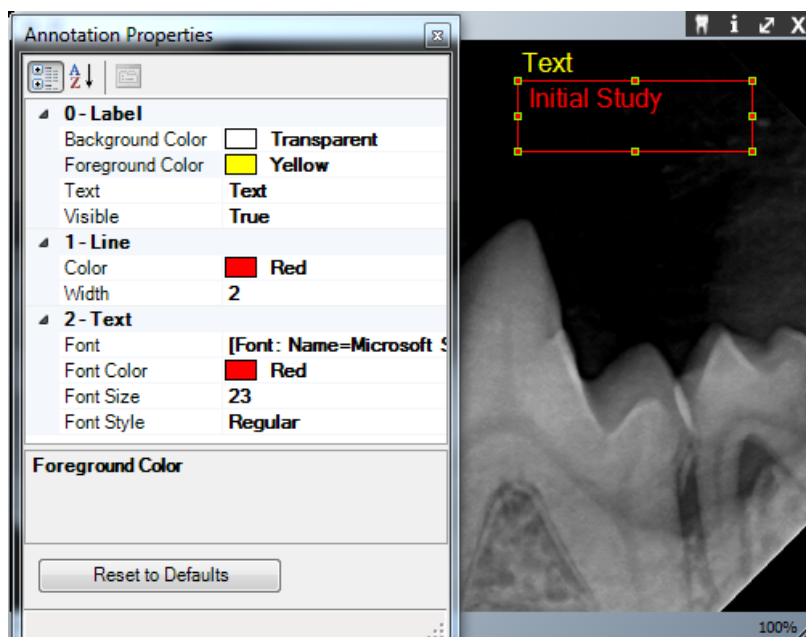 Annotation Properties
0 - Label
Background Color Transparent
Foreground Color Yellow
Text Text
Visible True
1 - Line
Color Red
Width 2
2 - Text
Font [Font: Name=Microsoft S
Font Color Red
Font Size 23
Font Style Regular
Foreground Color
Reset to Defaults
Text
Initial Study
100%